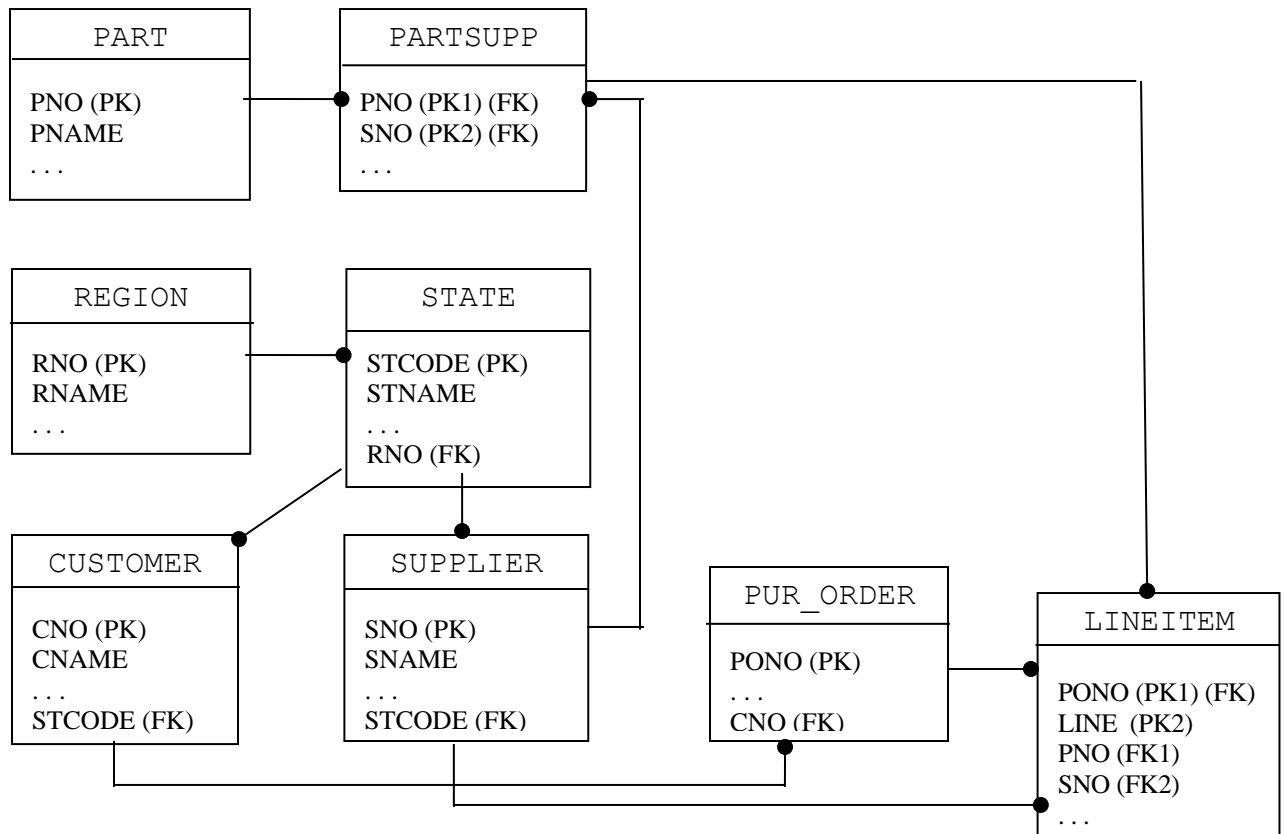 PART
PNO (PK)
PNAME
. . .
PARTSUPP
PNO (PK1) (FK)
SNO (PK2) (FK)
. . .
REGION
RNO (PK)
RNAME
. . .
STATE
STCODE (PK)
STNAME
. . .
RNO (FK)
CUSTOMER
CNO (PK)
CNAME
. . .
STCODE (FK)
SUPPLIER
SNO (PK)
SNAME
. . .
STCODE (FK)
PUR_ORDER
PONO (PK)
. . .
CNO (FK)
LINEITEM
PONO (PK1) (FK)
LINE (PK2)
PNO (FK1)
SNO (FK2)
. . .